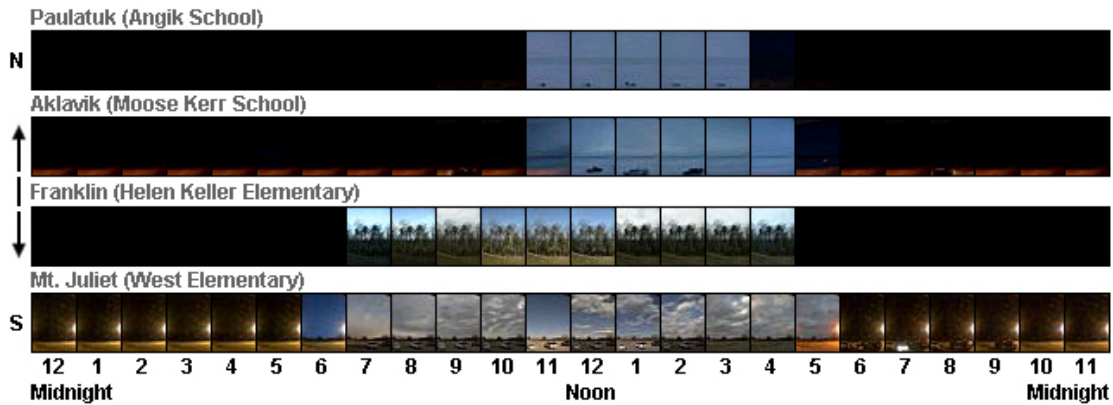 Paulatuk (Angik School)
N
Aklavik (Moose Kerr School)
Franklin (Helen Keller Elementary)
Mt. Juliet (West Elementary)
S
12 1 2 3 4 5 6 7 8 9 10 11 12 1 2 3 4 5 6 7 8 9 10 11
Midnight Noon Midnight